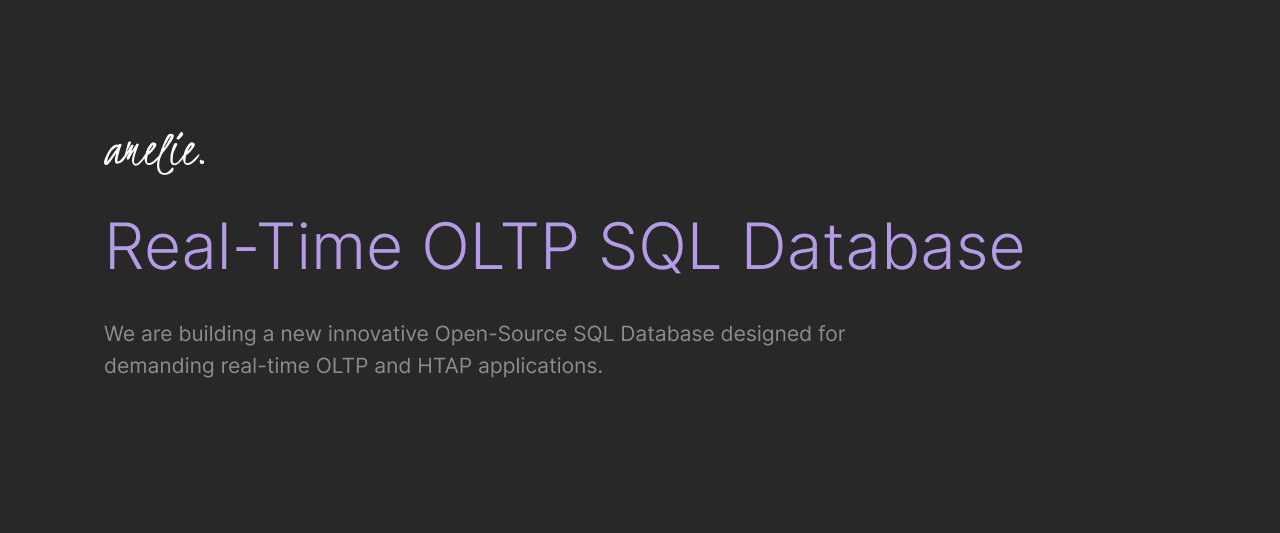 amelie.
Real-Time OLTP SQL Database
We are building a new innovative Open-Source SQL Database designed for
demanding real-time OLTP and HTAP applications.